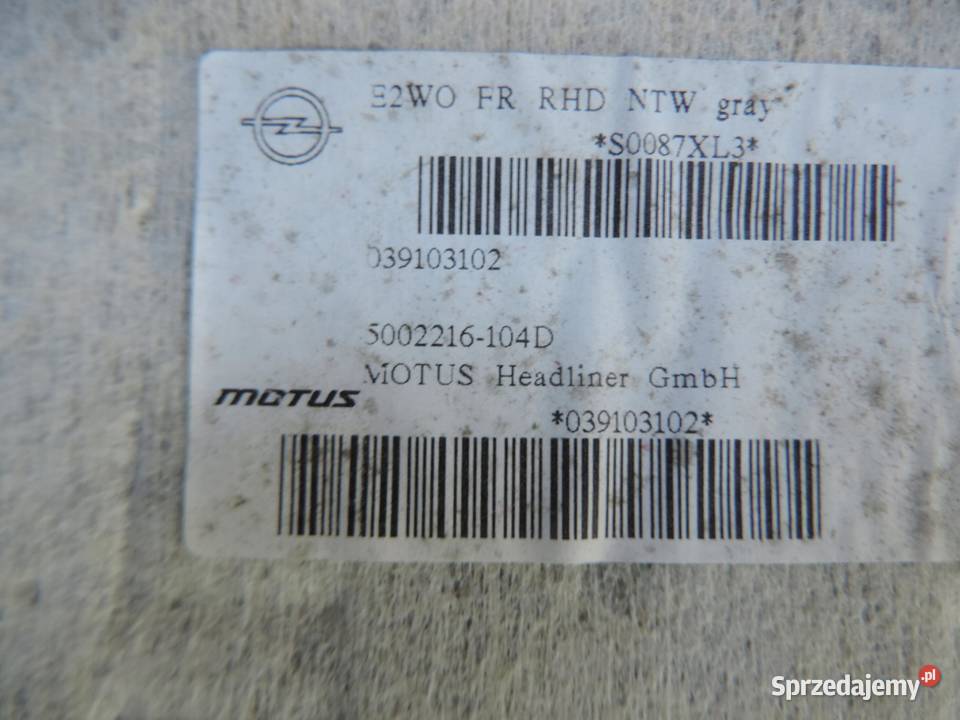 E2WO FR RHD NTW gray
*S0087XL3*
039103102
5002216-104D
MOTUS Headliner GmbH
MOTUS
*039103102*
Sprzedajemy.pl